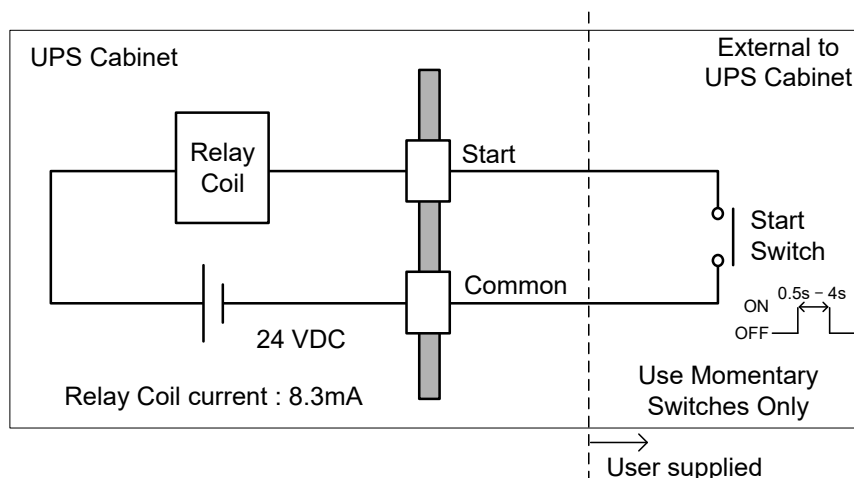 UPS Cabinet
External to
UPS Cabinet
Relay
Coil
Start
Start
Switch
Common
0.5s – 4s
ON
OFF
24 VDC
Relay Coil current : 8.3mA
Use Momentary
Switches Only
User supplied